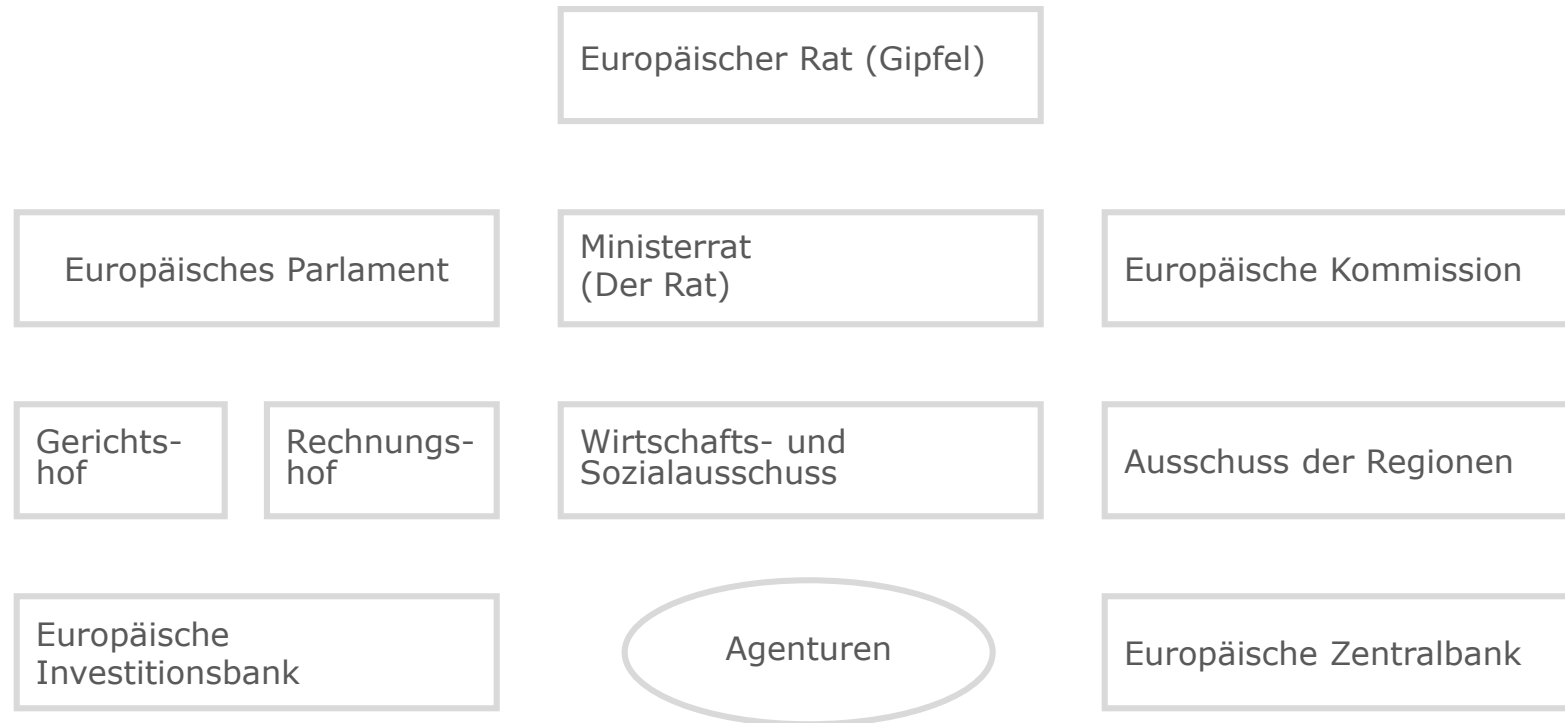 Europäischer Rat (Gipfel)
Europäisches Parlament
Ministerrat
(Der Rat)
Europäische Kommission
Gerichts-
hof
Rechnungs-
hof
Wirtschafts- und
Sozialausschuss
Ausschuss der Regionen
Europäische
Investitionsbank
Agenturen
Europäische Zentralbank